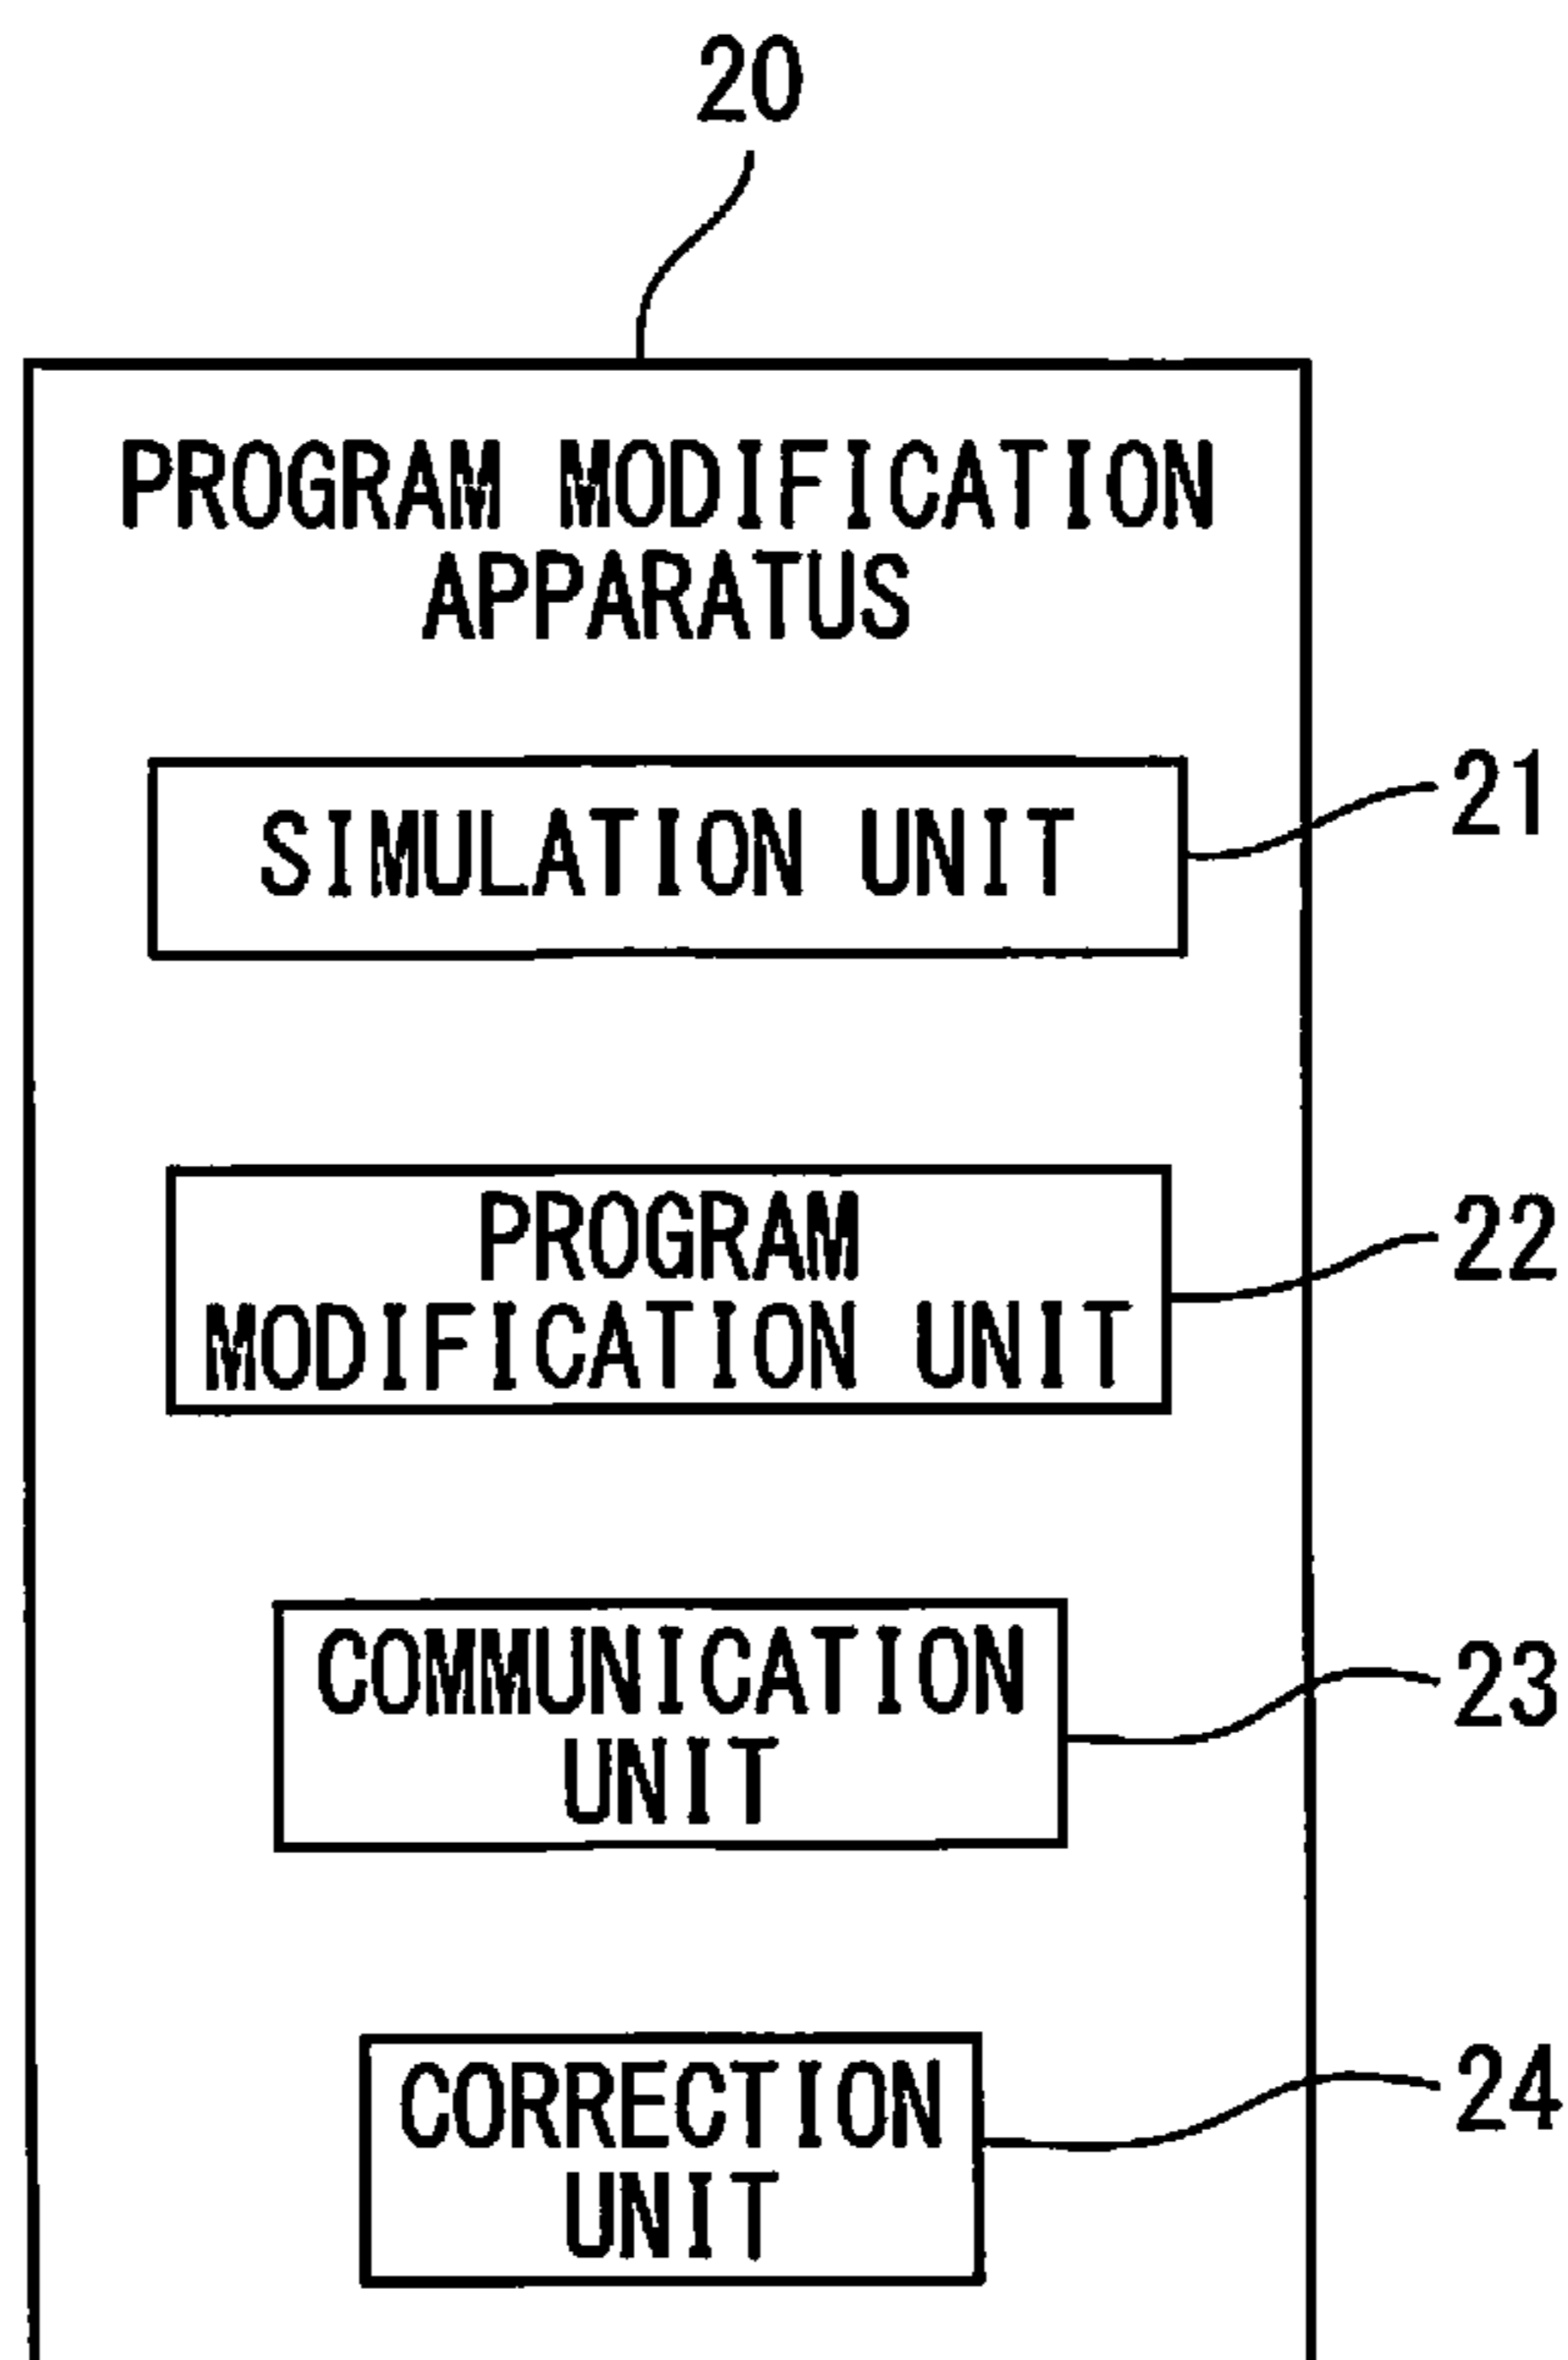 20
PROGRAM MODIFICATION
APPARATUS
SIMULATION UNIT
21
PROGRAM
MODIFICATION UNIT
22
COMMUNICATION
UNIT
23
CORRECTION
UNIT
24